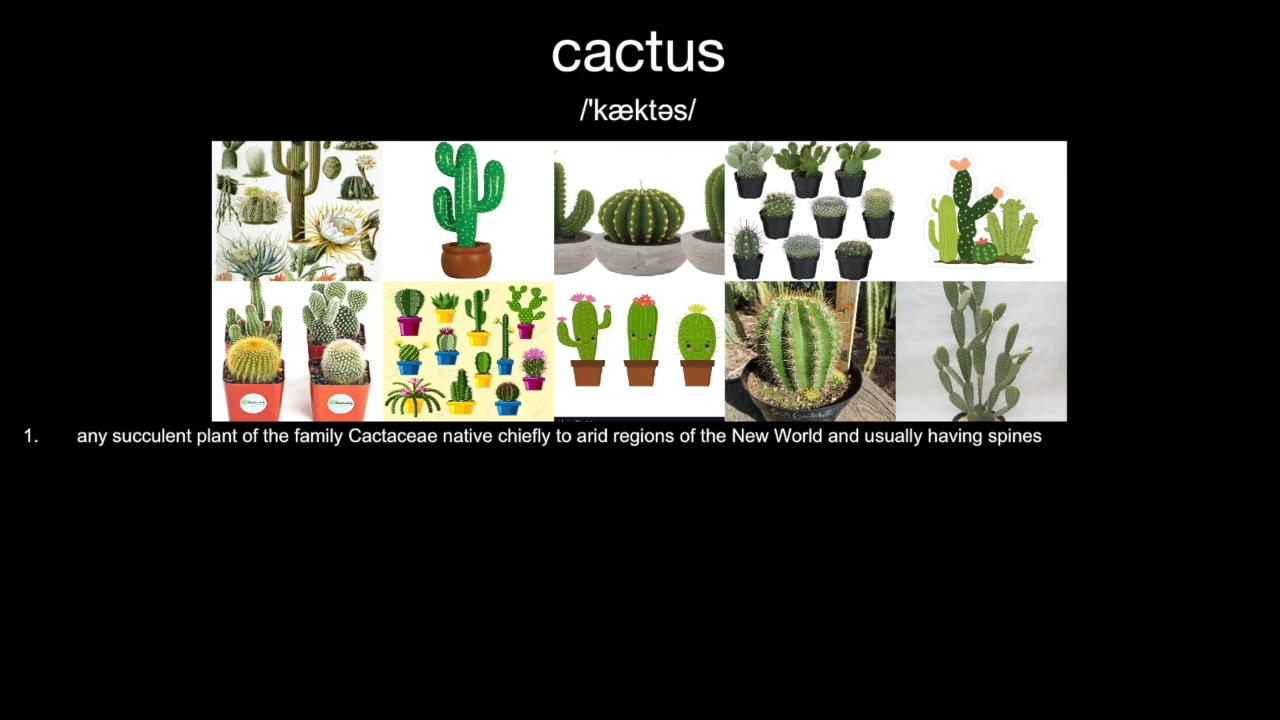 cactus
/'kæktəs/
1. any succulent plant of the family Cactaceae native chiefly to arid regions of the New World and usually having spines